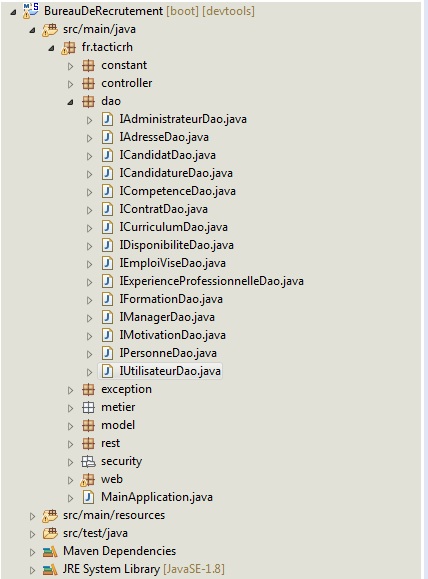 BureauDeRecrutement [boot] [devtools]
src/main/java
fr.tacticrh
constant
controller
dao
IAdministrateurDao.java
IAdresseDao.java
ICandidatDao.java
ICandidatureDao.java
ICompetenceDao.java
IContratDao.java
ICurriculumDao.java
IDisponibiliteDao.java
IEmploiViseDao.java
IExperienceProfessionnelleDao.java
IFormationDao.java
IManagerDao.java
IMotivationDao.java
IPersonneDao.java
IUtilisateurDao.java
exception
metier
model
rest
security
web
MainApplication.java
src/main/resources
src/test/java
Maven Dependencies
JRE System Library [JavaSE-1.8]